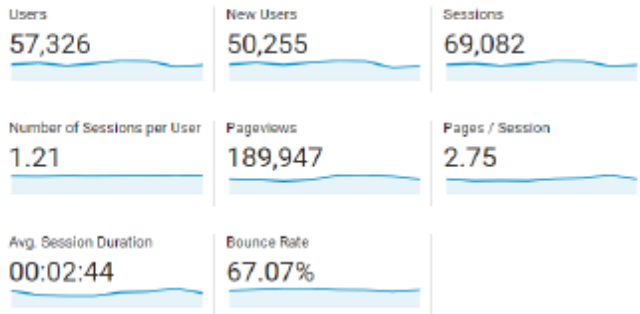 Users
57,326
New Users
50,255
Sessions
69,082
Number of Sessions per User
1.21
Pageviews
189,947
Pages / Session
2.75
Avg. Session Duration
00:02:44
Bounce Rate
67.07%